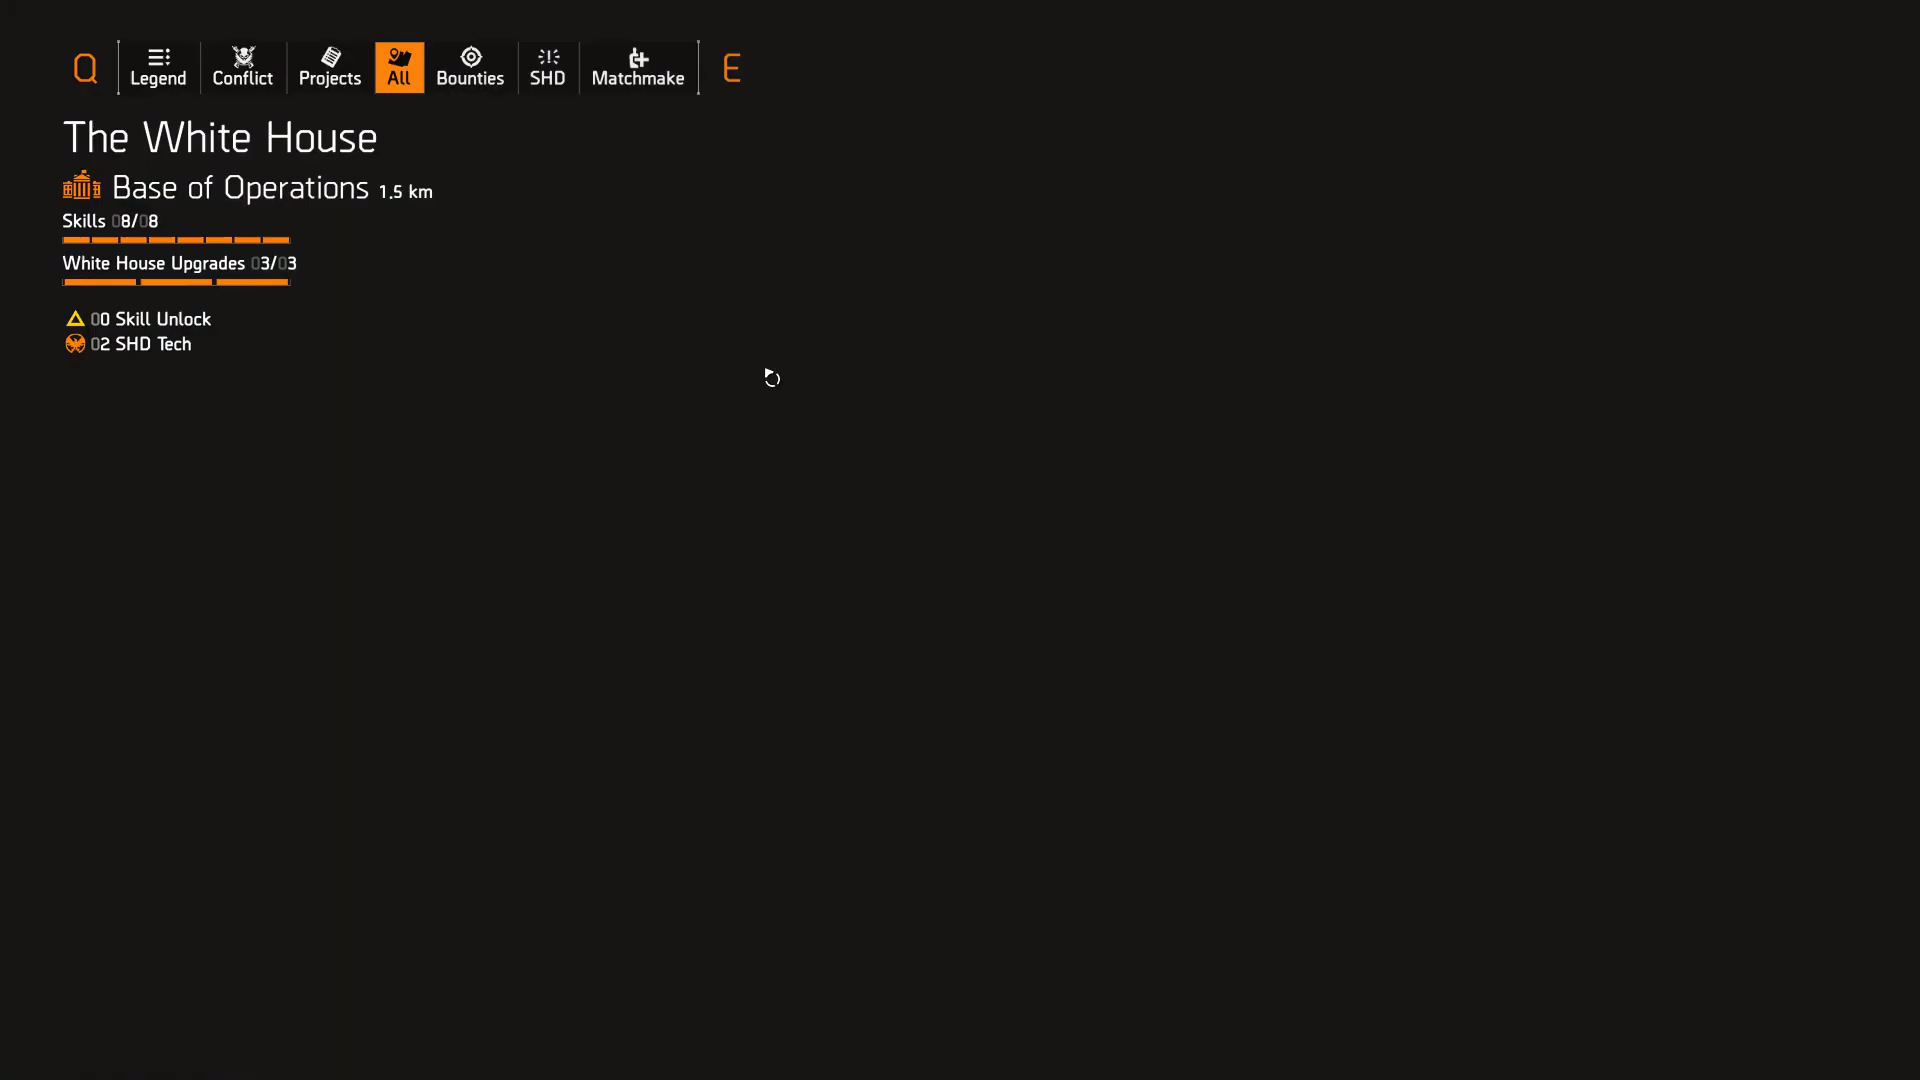 Q Legend Conflict Projects All Bounties SHD Matchmake E
The White House
Base of Operations 1.5 km
Skills 08/08
White House Upgrades 03/03
00 Skill Unlock
02 SHD Tech